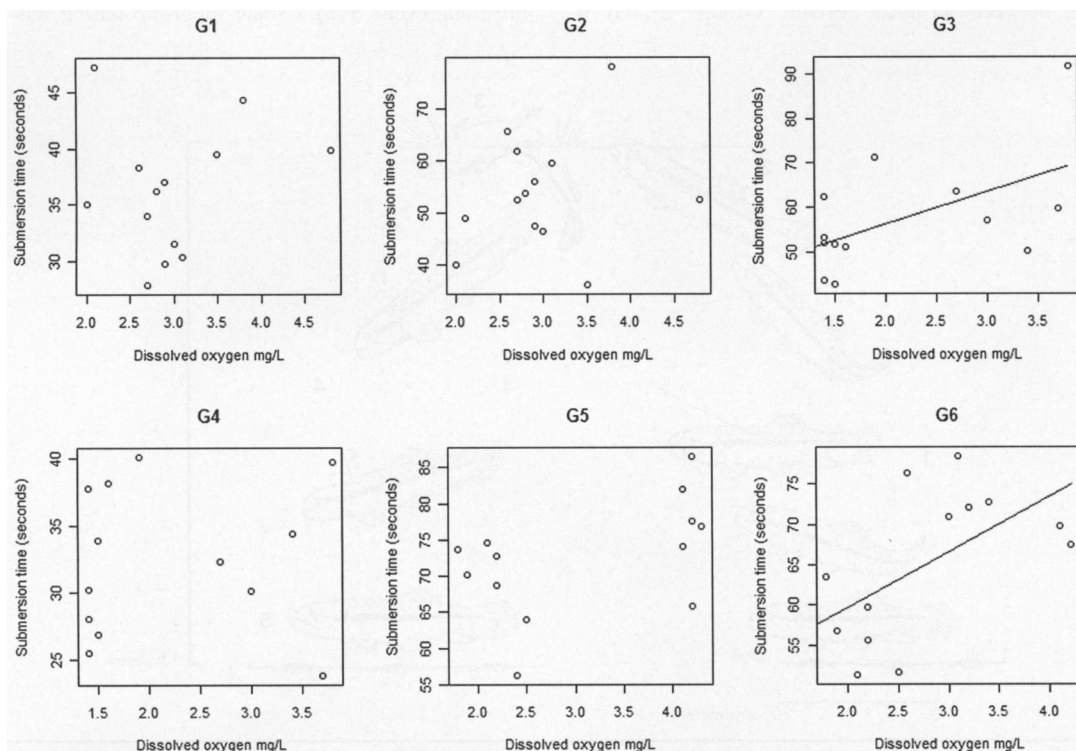 G1
Submersion time (seconds)
45
40
35
30
2.0 2.5 3.0 3.5 4.0 4.5
Dissolved oxygen mg/L
G2
Submersion time (seconds)
70
60
50
40
2.0 2.5 3.0 3.5 4.0 4.5
Dissolved oxygen mg/L
G3
Submersion time (seconds)
90
80
70
60
50
1.5 2.0 2.5 3.0 3.5
Dissolved oxygen mg/L
G4
Submersion time (seconds)
40
35
30
25
1.5 2.0 2.5 3.0 3.5
Dissolved oxygen mg/L
G5
Submersion time (seconds)
85
80
75
70
65
60
55
2.0 2.5 3.0 3.5 4.0
Dissolved oxygen mg/L
G6
Submersion time (seconds)
75
70
65
60
55
2.0 2.5 3.0 3.5 4.0
Dissolved oxygen mg/L